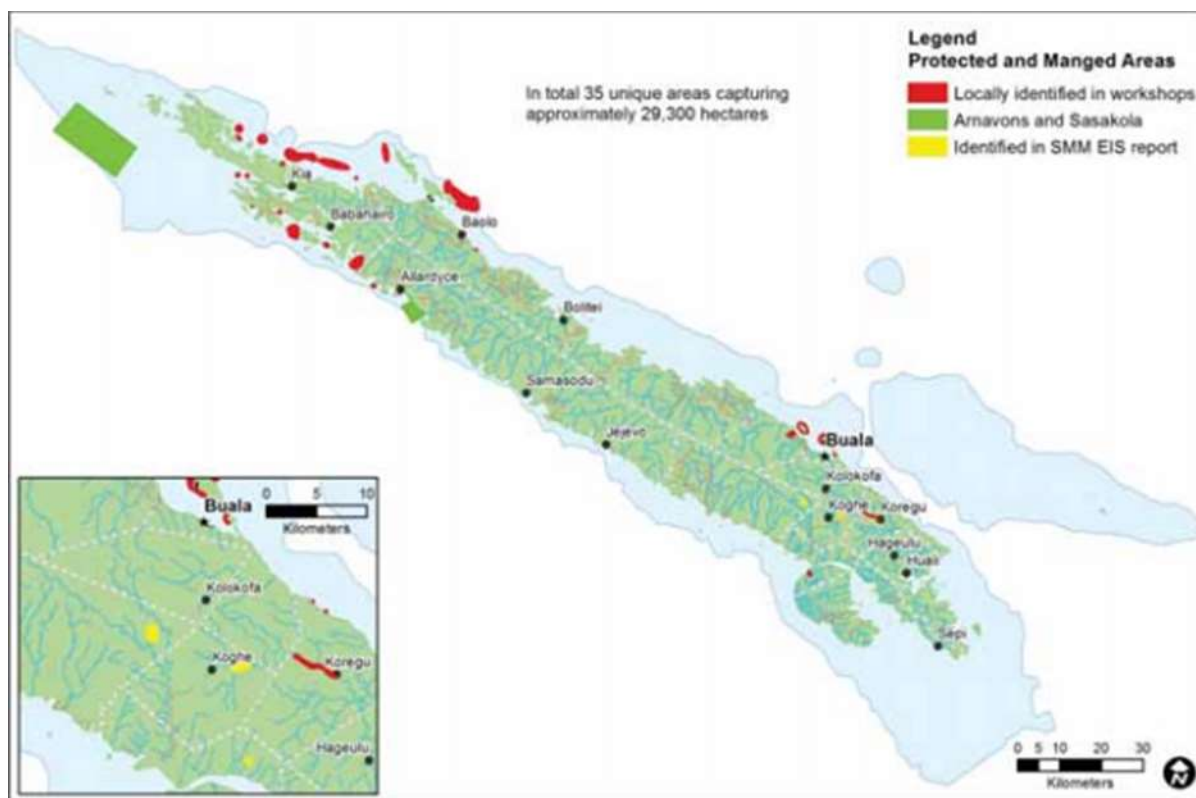 Legend
Protected and Manged Areas
Locally identified in workshops
Arnavons and Sasakola
Identified in SMM EIS report
In total 35 unique areas capturing
approximately 29,300 hectares
Kia
Babahairo
Baolo
Allardyce
Bolitei
Samasodu
Jejevo
Buala
Kolokofa
Koghe
Koregu
Hageulu
Huali
Sepi
0 5 10 20 30
Kilometers
0 5 10
Kilometers
Buala
Kolokofa
Koghe
Koregu
Hageulu